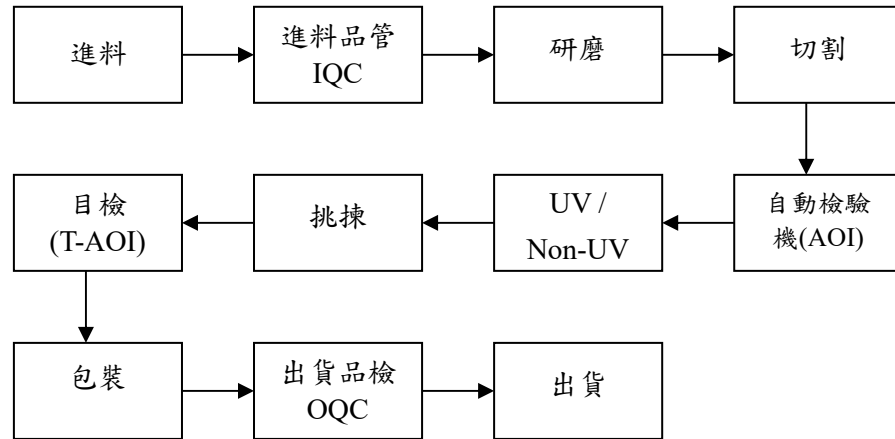 進料
進料品管
IQC
研磨
切割
自動檢驗
機(AOI)
UV /
Non-UV
挑揀
目檢
(T-AOI)
包裝
出貨品檢
OQC
出貨